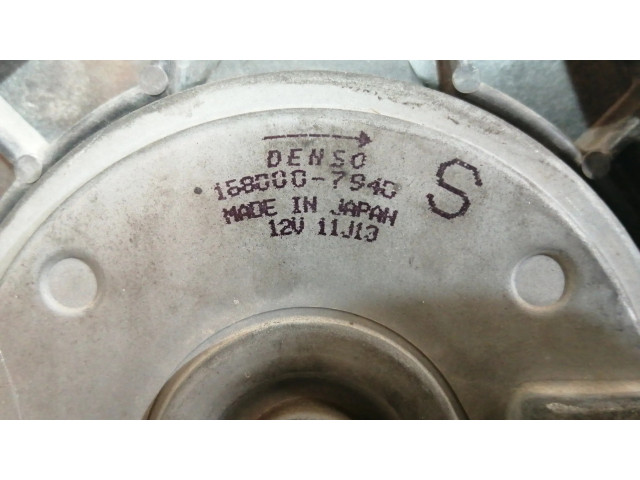 DENSO
168000-7940 S
MADE IN JAPAN
12V 11J13